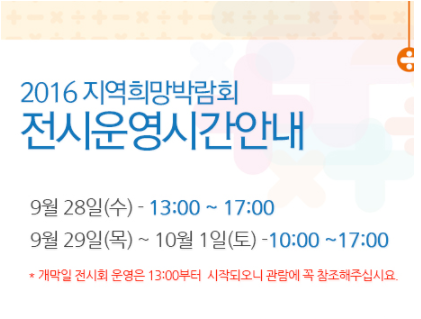 2016 지역희망박람회
전시운영시간안내
9월 28일(수) - 13:00 ~ 17:00
9월 29일(목) ~ 10월 1일(토) -10:00 ~17:00
* 개막일 전시회 운영은 13:00부터 시작되오니 관람에 꼭 참조해주십시요.